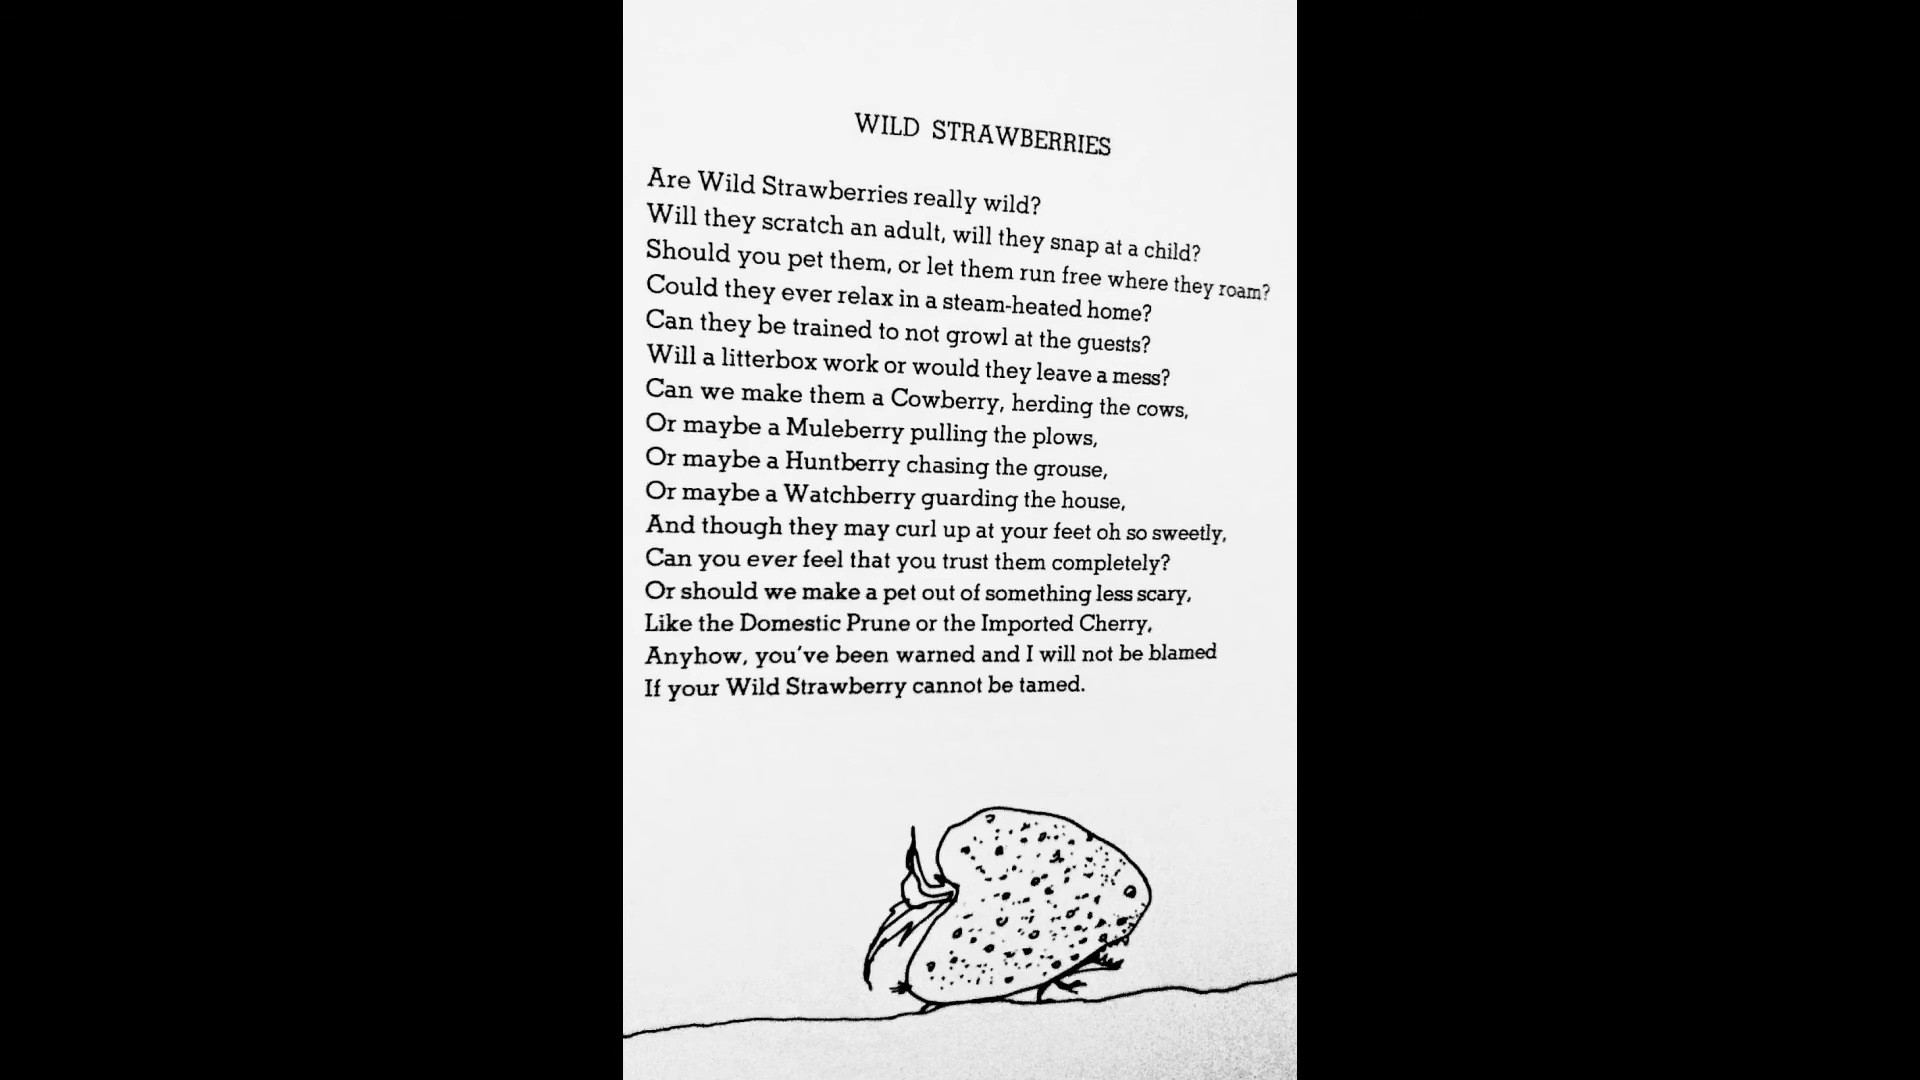 WILD STRAWBERRIES
Are Wild Strawberries really wild?
Will they scratch an adult, will they snap at a child?
Should you pet them, or let them run free where they roam?
Could they ever relax in a steam-heated home?
Can they be trained to not growl at the guests?
Will a litterbox work or would they leave a mess?
Can we make them a Cowberry, herding the cows,
Or maybe a Muleberry pulling the plows,
Or maybe a Huntberry chasing the grouse,
Or maybe a Watchberry guarding the house,
And though they may curl up at your feet oh so sweetly,
Can you ever feel that you trust them completely?
Or should we make a pet out of something less scary,
Like the Domestic Prune or the Imported Cherry,
Anyhow, you've been warned and I will not be blamed
If your Wild Strawberry cannot be tamed.